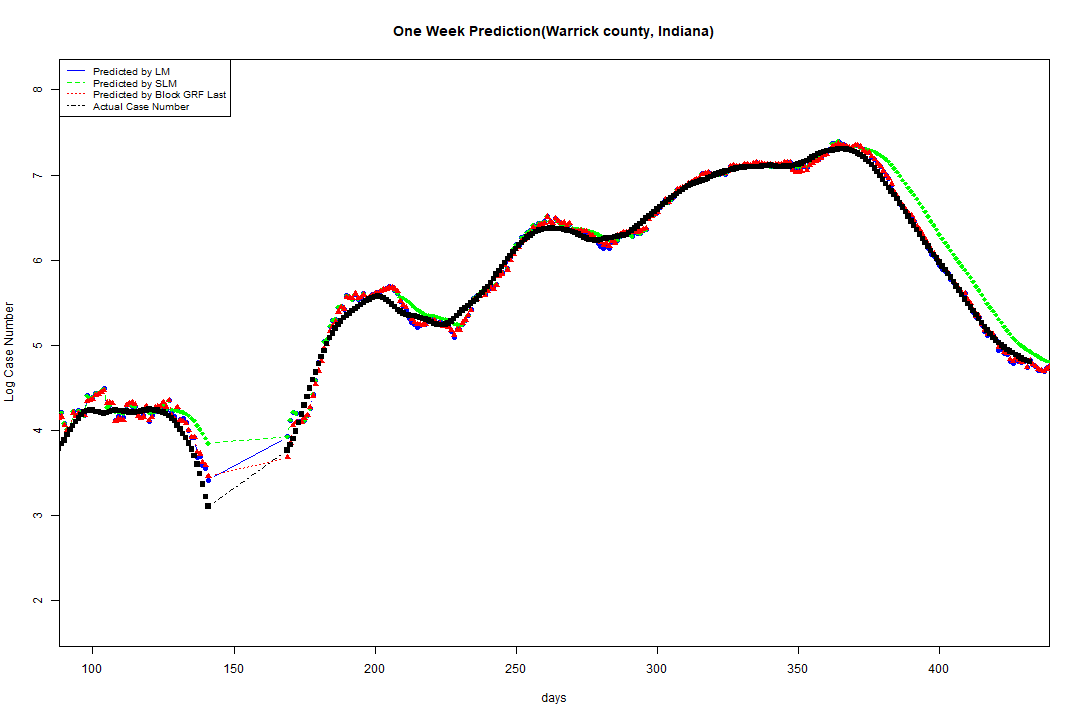 One Week Prediction(Warrick county, Indiana)
Predicted by LM
Predicted by SLM
Predicted by Block GRF Last
Actual Case Number
8
7
6
5
4
3
2
Log Case Number
100 150 200 250 300 350 400
days